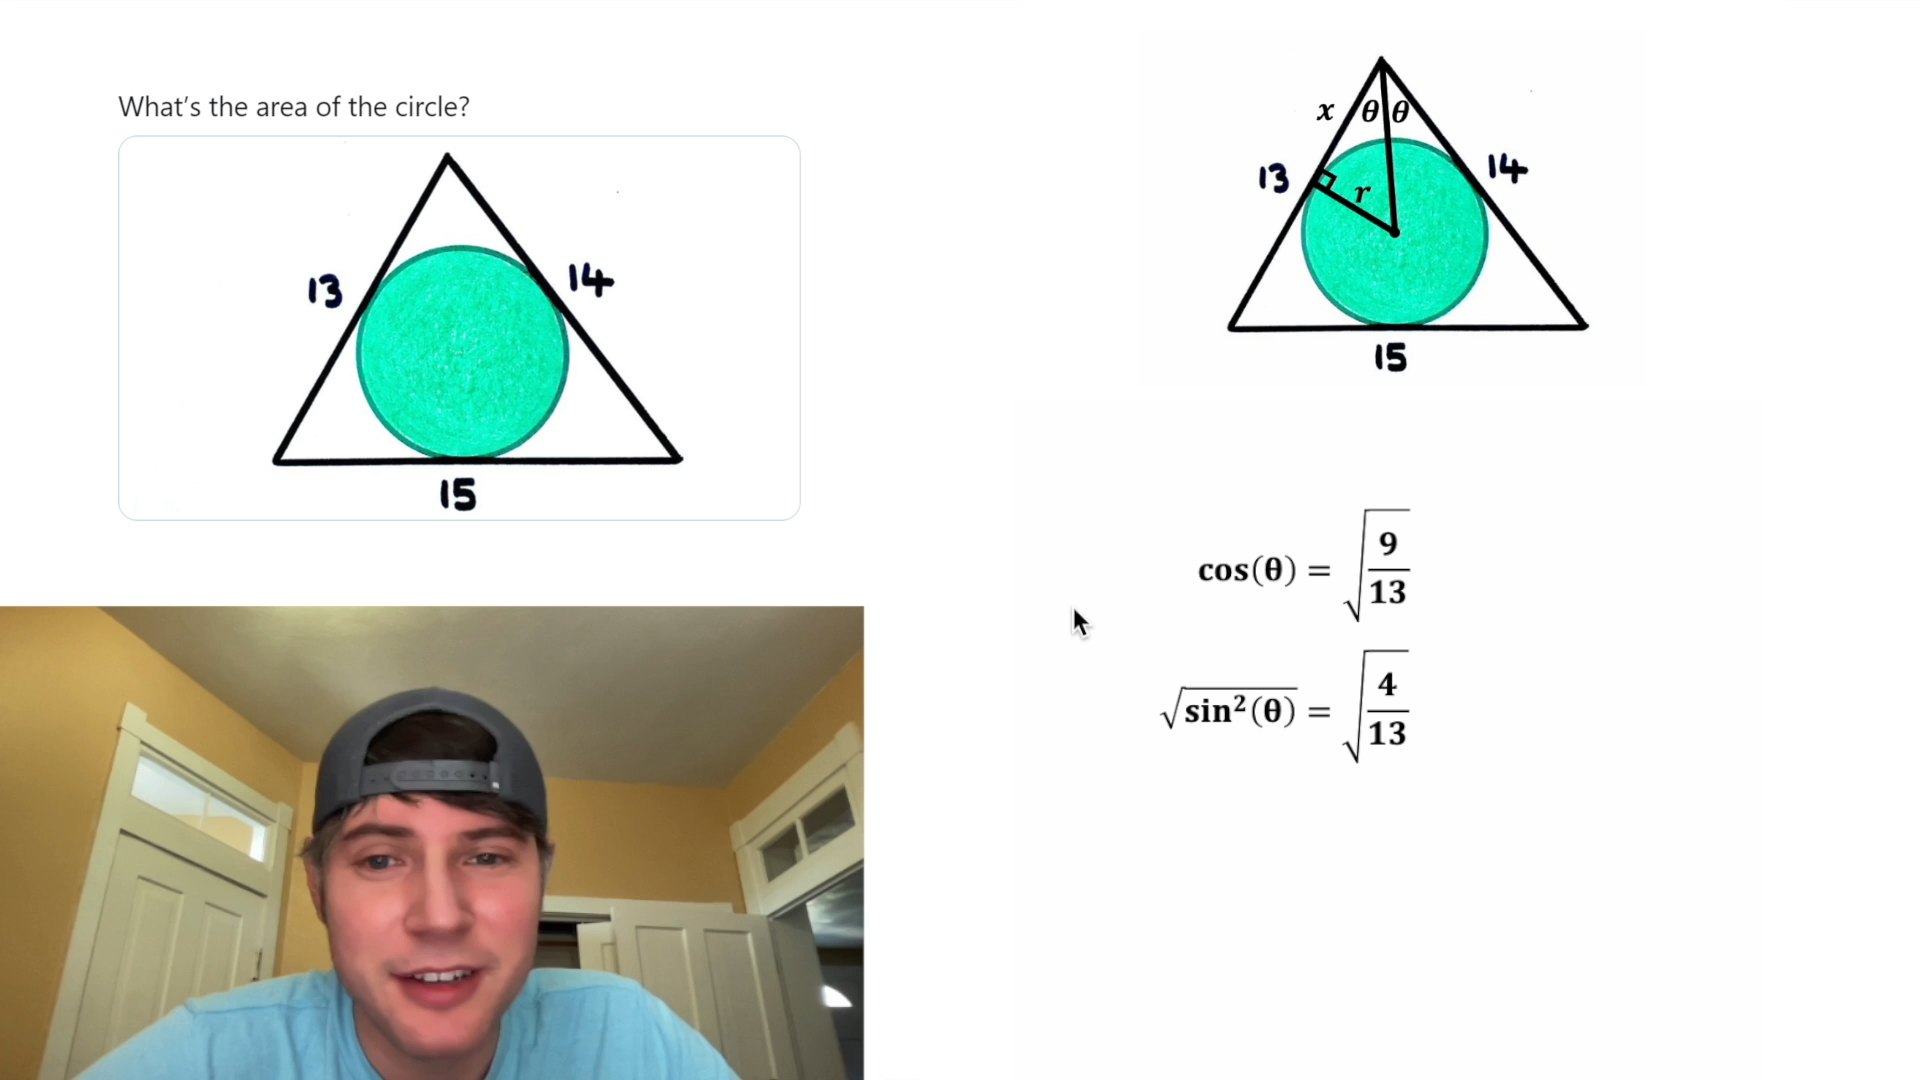 What's the area of the circle?
13
14
15
x θ θ
13
14
r
15
cos(θ) = √(9/13)
√(sin²(θ)) = √(4/13)